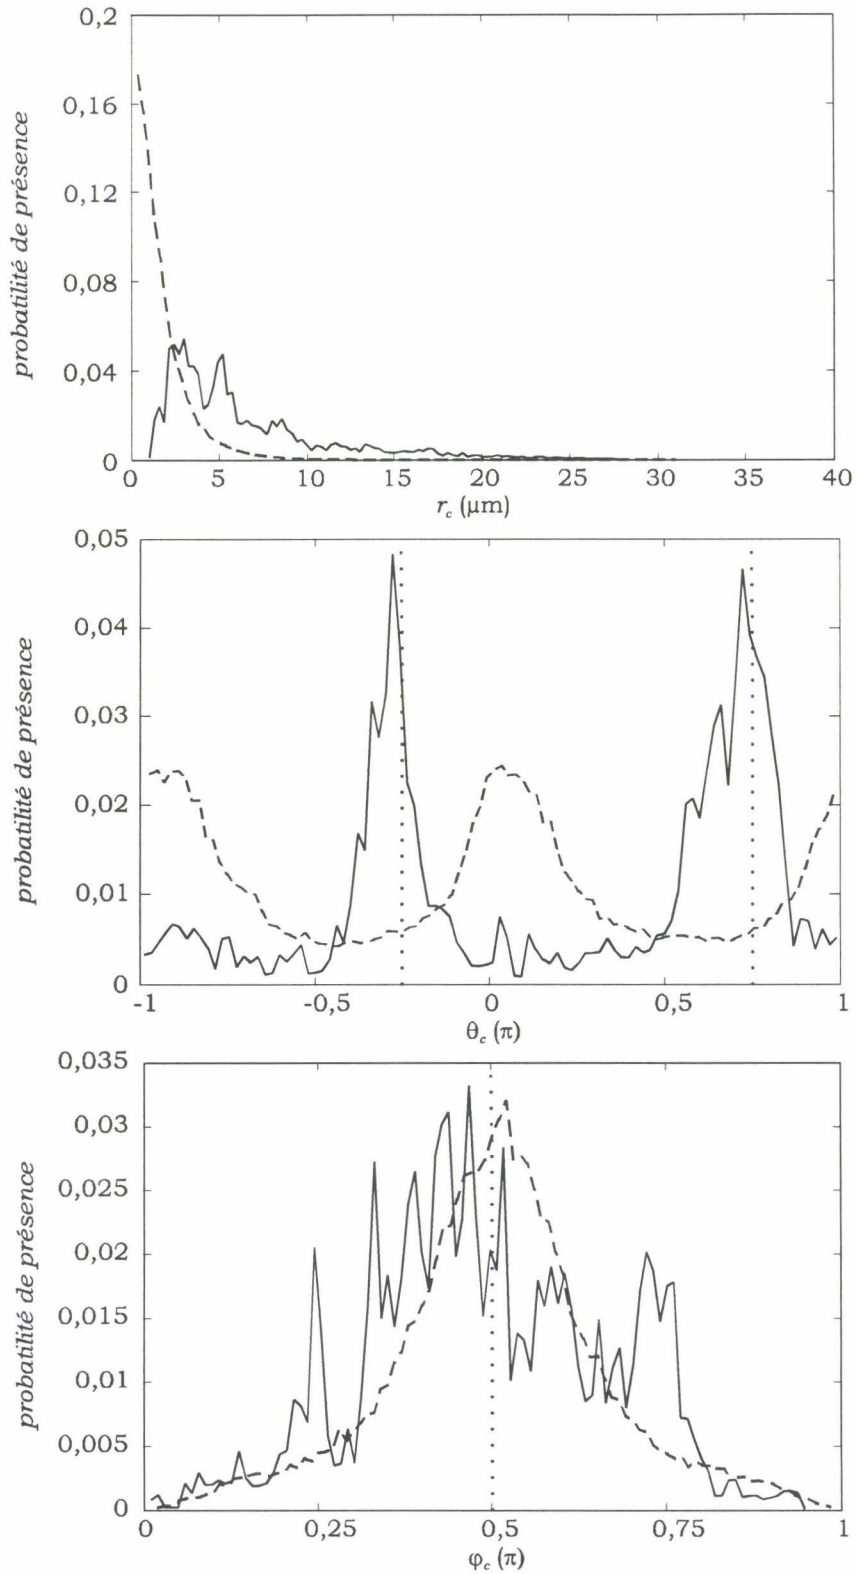 0,2
0,16
0,12
0,08
0,04
0
probatilité de présence
0 5 10 15 20 25 30 35 40
r_c (µm)
0,05
0,04
0,03
0,02
0,01
0
probatilité de présence
-1 -0,5 0 0,5 1
θ_c (π)
0,035
0,03
0,025
0,02
0,015
0,01
0,005
0
probatilité de présence
0 0,25 0,5 0,75 1
φ_c (π)